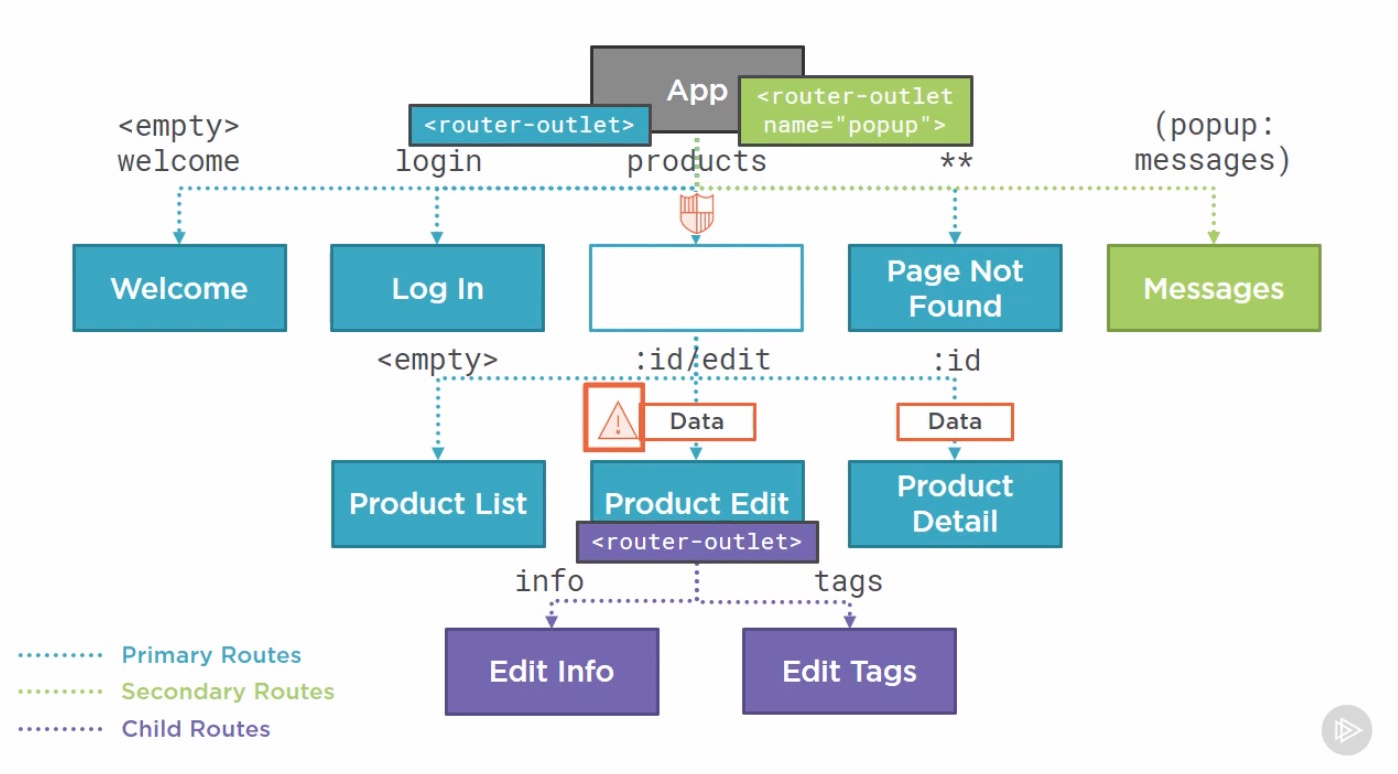 App
<router-outlet>
<router-outlet
name="popup">
<empty>
welcome
login
products
**
(popup:
messages)
Welcome
Log In
Page Not
Found
Messages
<empty>
:id/edit
:id
!
Data
Data
Product List
Product Edit
Product
Detail
<router-outlet>
info
tags
Edit Info
Edit Tags
Primary Routes
Secondary Routes
Child Routes